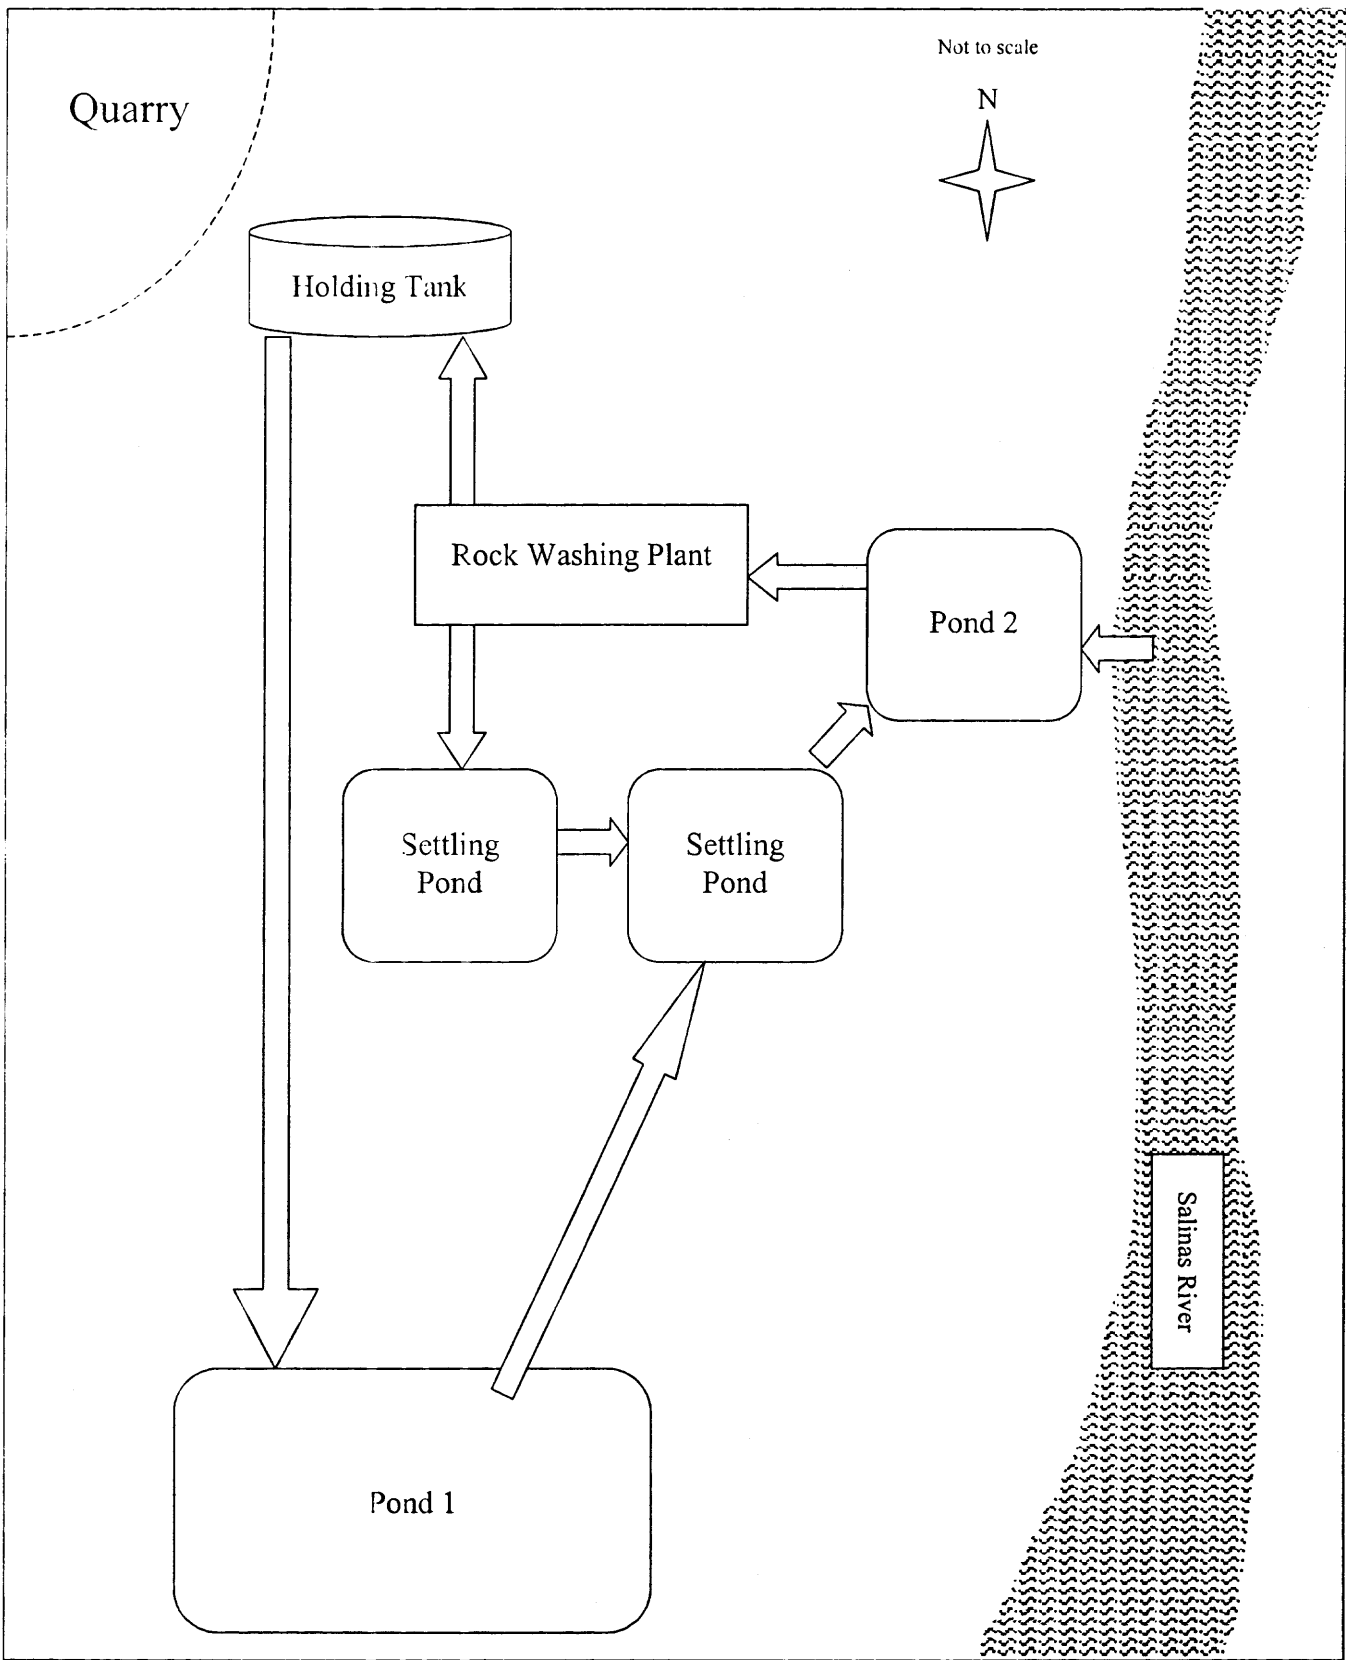 Not to scale
N
Quarry
Holding Tank
Rock Washing Plant
Pond 2
Settling
Pond
Settling
Pond
Salinas River
Pond 1